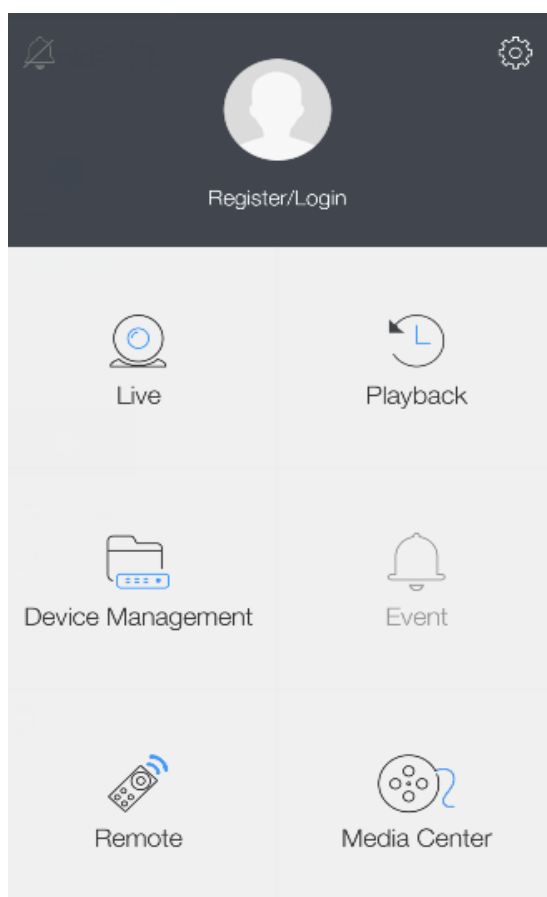 Register/Login
Live
Playback
Device Management
Event
Remote
Media Center